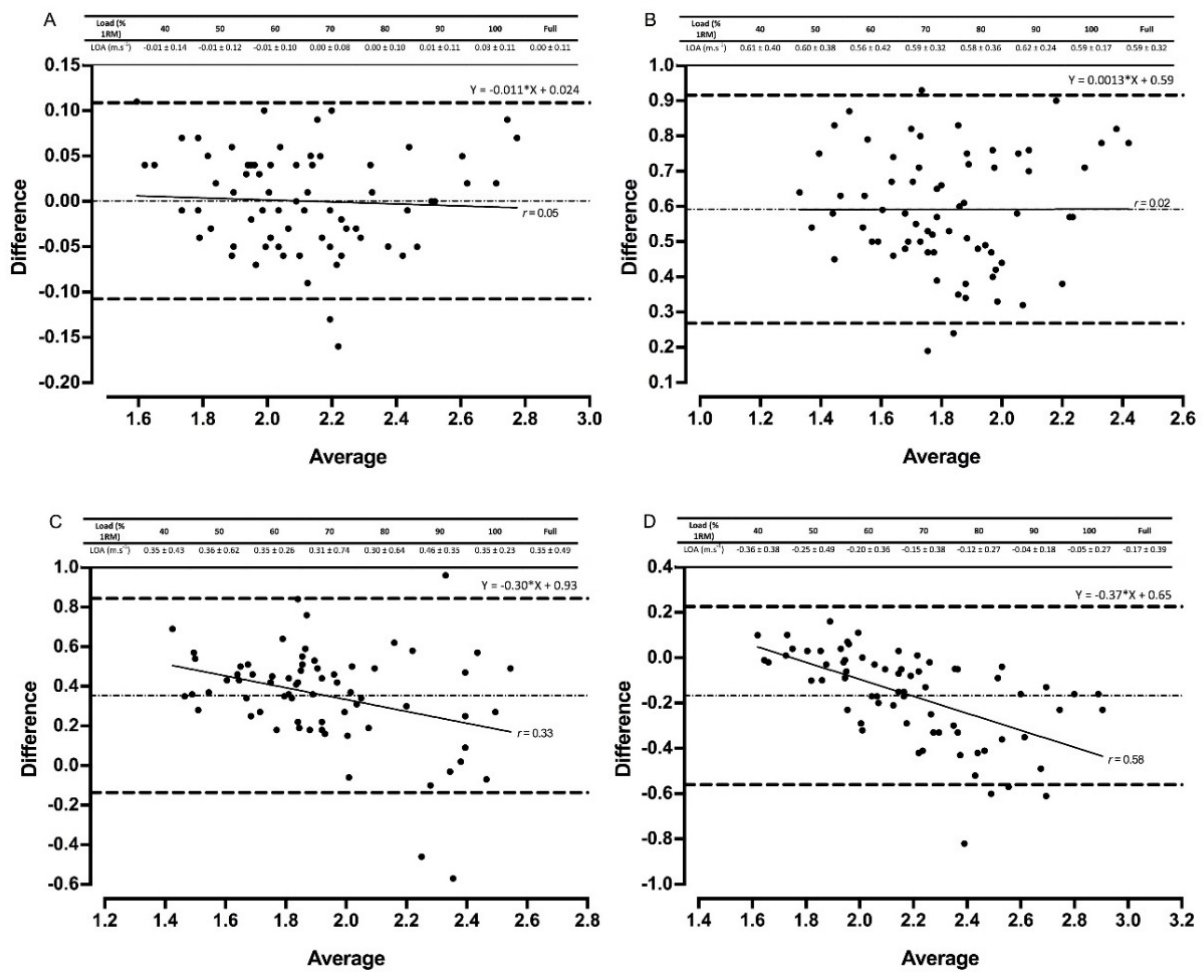 A
Load (% 1RM) 40 50 60 70 80 90 100 Full
LOA (m.s⁻¹) -0.01 ± 0.14 -0.01 ± 0.12 -0.01 ± 0.10 0.00 ± 0.08 0.00 ± 0.10 0.01 ± 0.11 0.03 ± 0.11 0.00 ± 0.11
Y = -0.011*X + 0.024
0.15
0.10
0.05
0.00
-0.05
-0.10
-0.15
-0.20
Difference
r = 0.05
1.6 1.8 2.0 2.2 2.4 2.6 2.8 3.0
Average
B
Load (% 1RM) 40 50 60 70 80 90 100 Full
LOA (m.s⁻¹) 0.61 ± 0.40 0.60 ± 0.38 0.56 ± 0.42 0.59 ± 0.32 0.58 ± 0.36 0.62 ± 0.24 0.59 ± 0.17 0.59 ± 0.32
Y = 0.0013*X + 0.59
1.0
0.9
0.8
0.7
0.6
0.5
0.4
0.3
0.2
0.1
Difference
r = 0.02
1.0 1.2 1.4 1.6 1.8 2.0 2.2 2.4 2.6
Average
C
Load (% 1RM) 40 50 60 70 80 90 100 Full
LOA (m.s⁻¹) 0.35 ± 0.43 0.36 ± 0.62 0.35 ± 0.26 0.31 ± 0.74 0.30 ± 0.64 0.46 ± 0.35 0.35 ± 0.23 0.35 ± 0.49
Y = -0.30*X + 0.93
1.0
0.8
0.6
0.4
0.2
0.0
-0.2
-0.4
-0.6
Difference
r = 0.33
1.2 1.4 1.6 1.8 2.0 2.2 2.4 2.6 2.8
Average
D
Load (% 1RM) 40 50 60 70 80 90 100 Full
LOA (m.s⁻¹) -0.36 ± 0.38 -0.25 ± 0.49 -0.20 ± 0.36 -0.15 ± 0.38 -0.12 ± 0.27 -0.04 ± 0.18 -0.05 ± 0.27 -0.17 ± 0.39
Y = -0.37*X + 0.65
0.4
0.2
0.0
-0.2
-0.4
-0.6
-0.8
-1.0
Difference
r = 0.58
1.4 1.6 1.8 2.0 2.2 2.4 2.6 2.8 3.0 3.2
Average